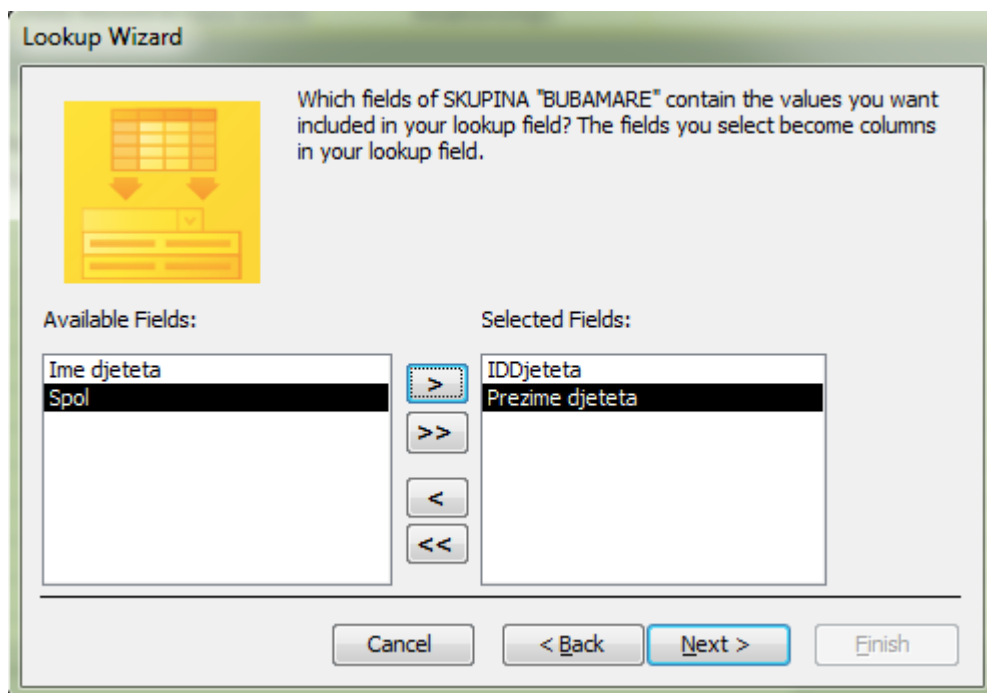 Lookup Wizard
Which fields of SKUPINA "BUBAMARE" contain the values you want
included in your lookup field? The fields you select become columns
in your lookup field.
Available Fields:
Selected Fields:
Ime djeteta
Spol
>
>>
<
<<
IDDjeteta
Prezime djeteta
Cancel
< Back
Next >
Finish